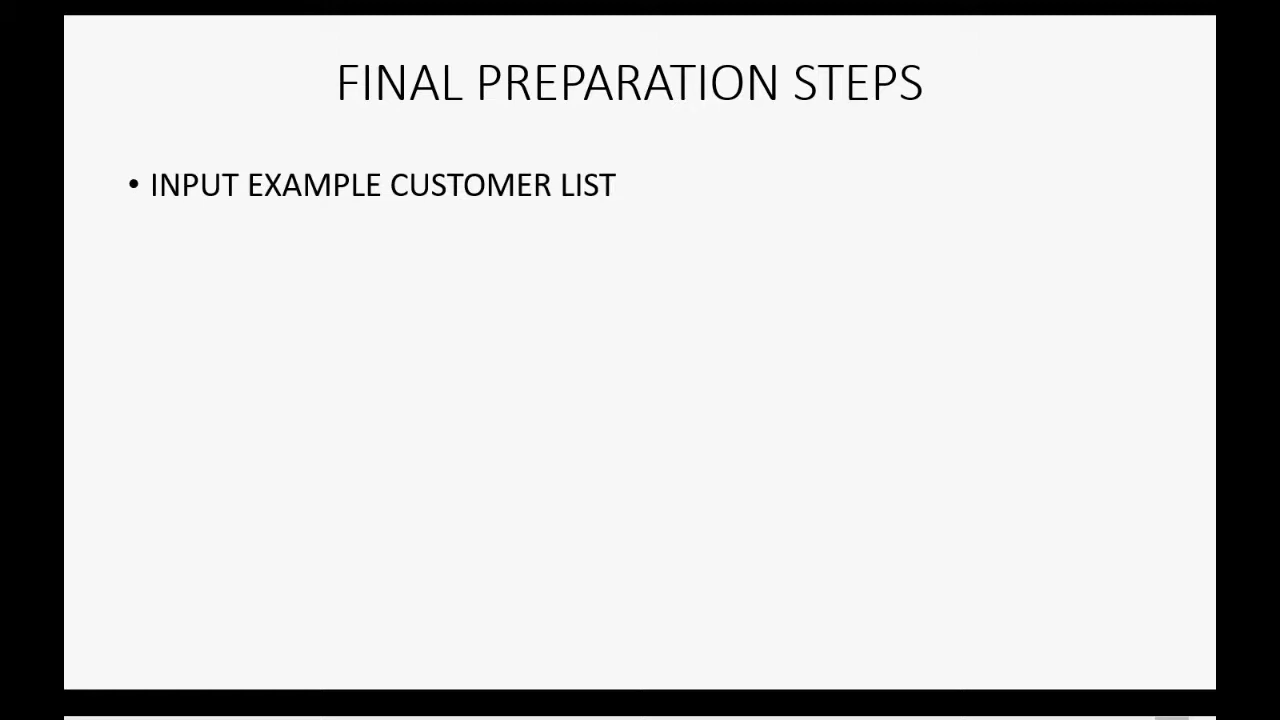 FINAL PREPARATION STEPS
• INPUT EXAMPLE CUSTOMER LIST